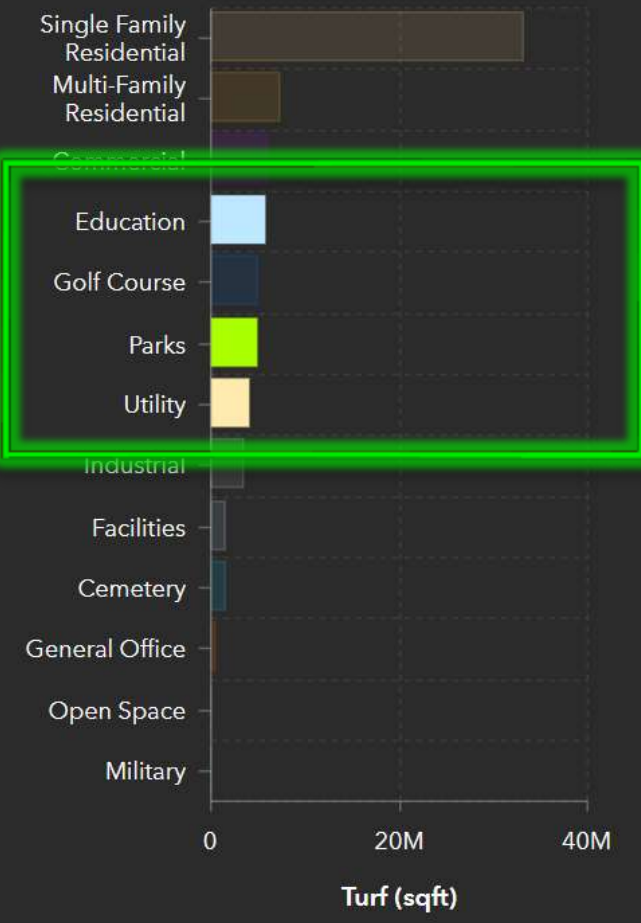 Single Family
Residential
Multi-Family
Residential
Commercial
Education
Golf Course
Parks
Utility
Industrial
Facilities
Cemetery
General Office
Open Space
Military
0 20M 40M
Turf (sqft)